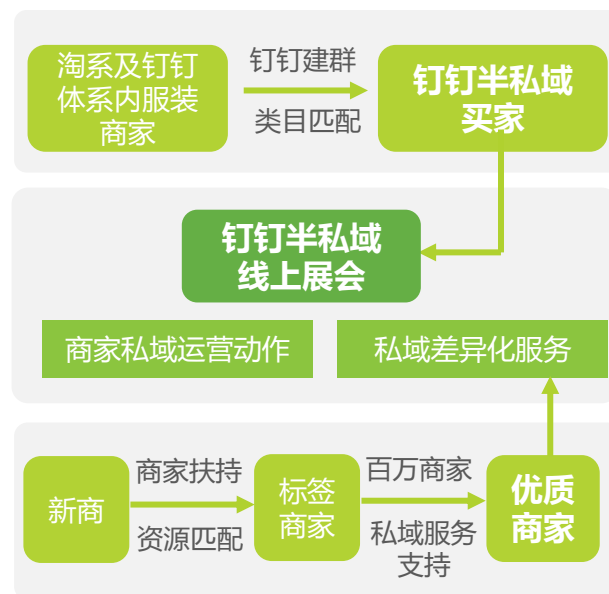 淘系及钉钉
体系内服装
商家
钉钉建群
类目匹配
钉钉半私域
买家
钉钉半私域
线上展会
商家私域运营动作
私域差异化服务
新商
商家扶持
资源匹配
标签
商家
百万商家
私域服务
支持
优质
商家